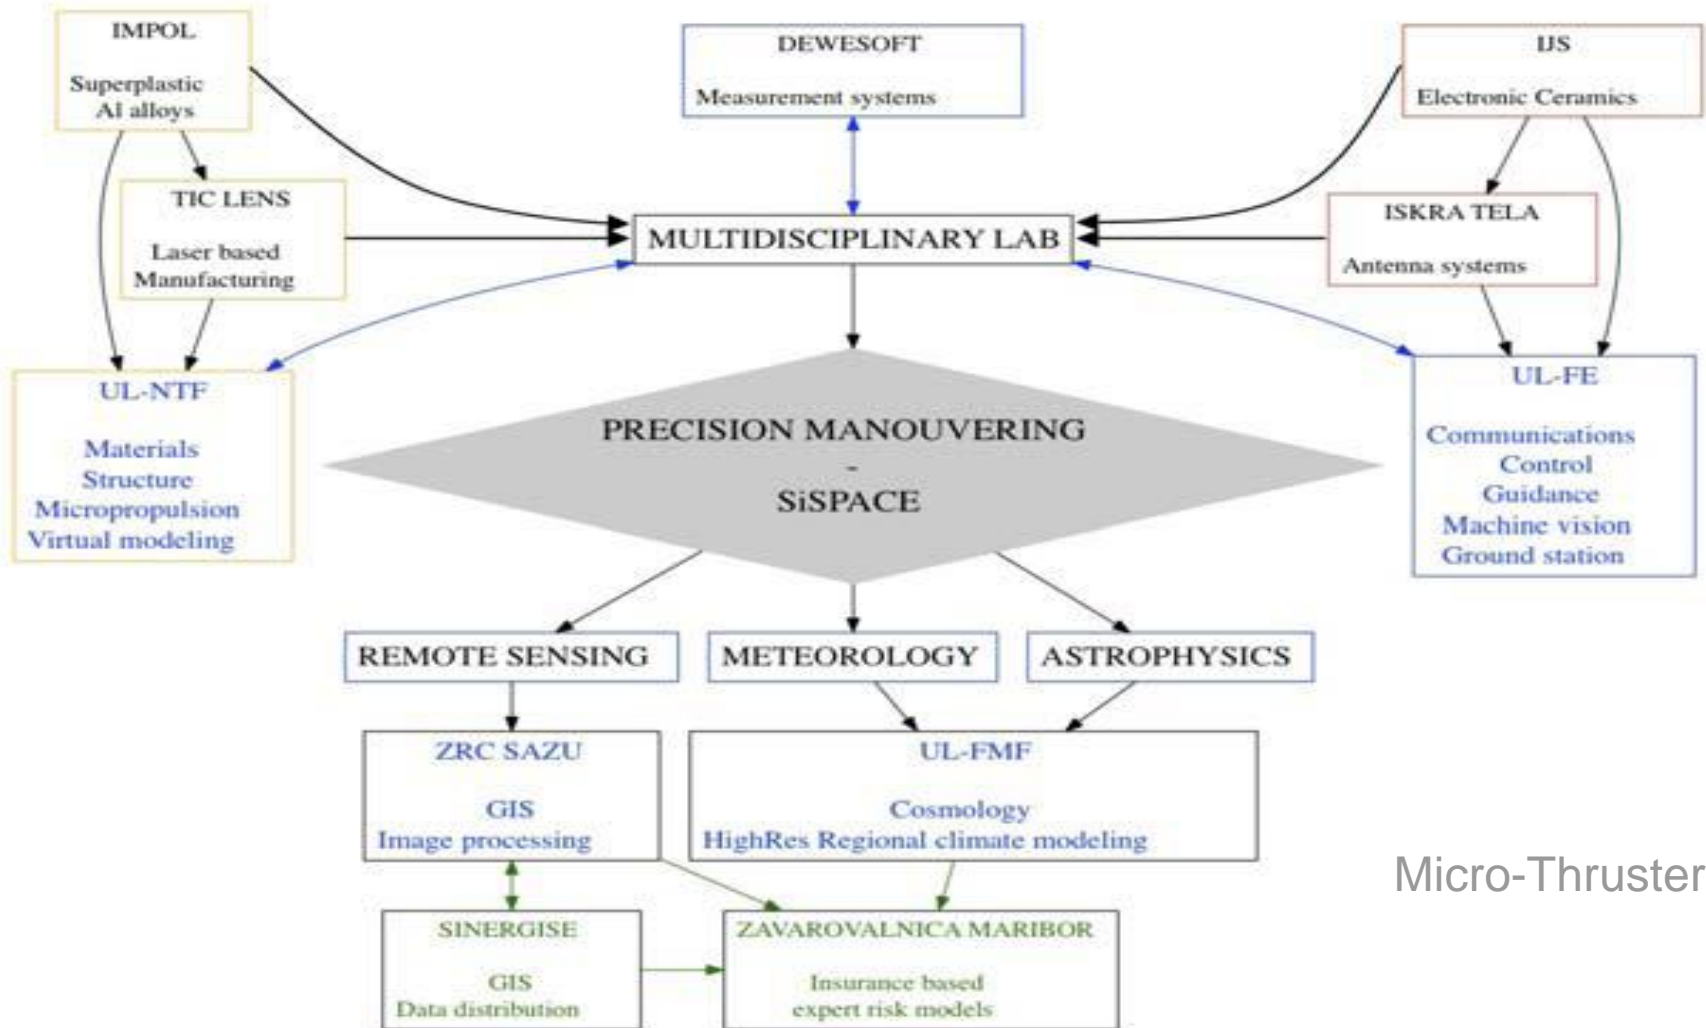 IMPOL
Superplastic
Al alloys
DEWESOFT
Measurement systems
IJS
Electronic Ceramics
TIC LENS
Laser based
Manufacturing
MULTIDISCIPLINARY LAB
ISKRA TELA
Antenna systems
UL-NTF
Materials
Structure
Micropropulsion
Virtual modeling
PRECISION MANOUVERING
-
SiSPACE
UL-FE
Communications
Control
Guidance
Machine vision
Ground station
REMOTE SENSING
METEOROLOGY
ASTROPHYSICS
ZRC SAZU
GIS
Image processing
UL-FMF
Cosmology
HighRes Regional climate modeling
Micro-Thruster
SINERGISE
GIS
Data distribution
ZAVAROVALNICA MARIBOR
Insurance based
expert risk models